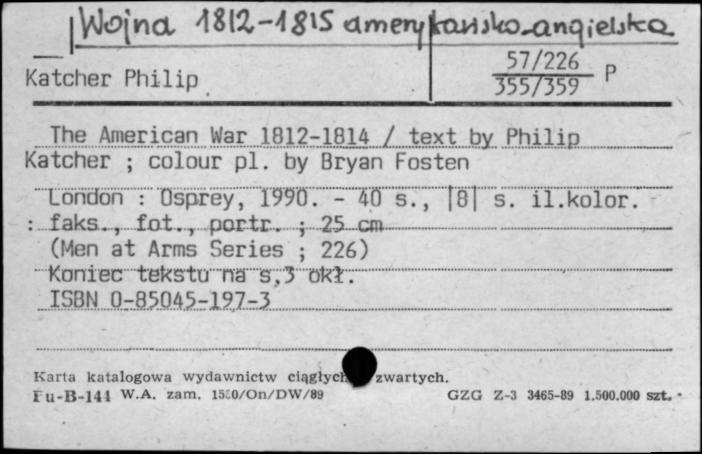 Wojna 1812-1815 amerykańsko-angielska
Katcher Philip
57/226
355/359 P
The American War 1812-1814 / text by Philip
Katcher ; colour pl. by Bryan Fosten
London : Osprey, 1990. - 40 s., |8| s. il.kolor.
: faks., fot., portr. ; 25 cm
(Men at Arms Series ; 226)
Koniec tekstu na s,3 okł.
ISBN 0-85045-197-3
Karta katalogowa wydawnictw ciągłych zwartych.
Pu-B-144 W.A. zam. 1550/On/DW/89 GZG Z-3 3465-89 1.500.000 szt.